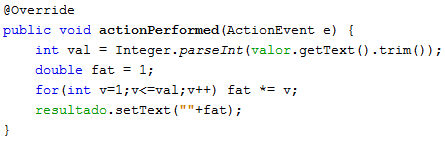 @Override
public void actionPerformed(ActionEvent e) {
    int val = Integer.parseInt(valor.getText().trim());
    double fat = 1;
    for(int v=1;v<=val;v++) fat *= v;
    resultado.setText(""+fat);
}